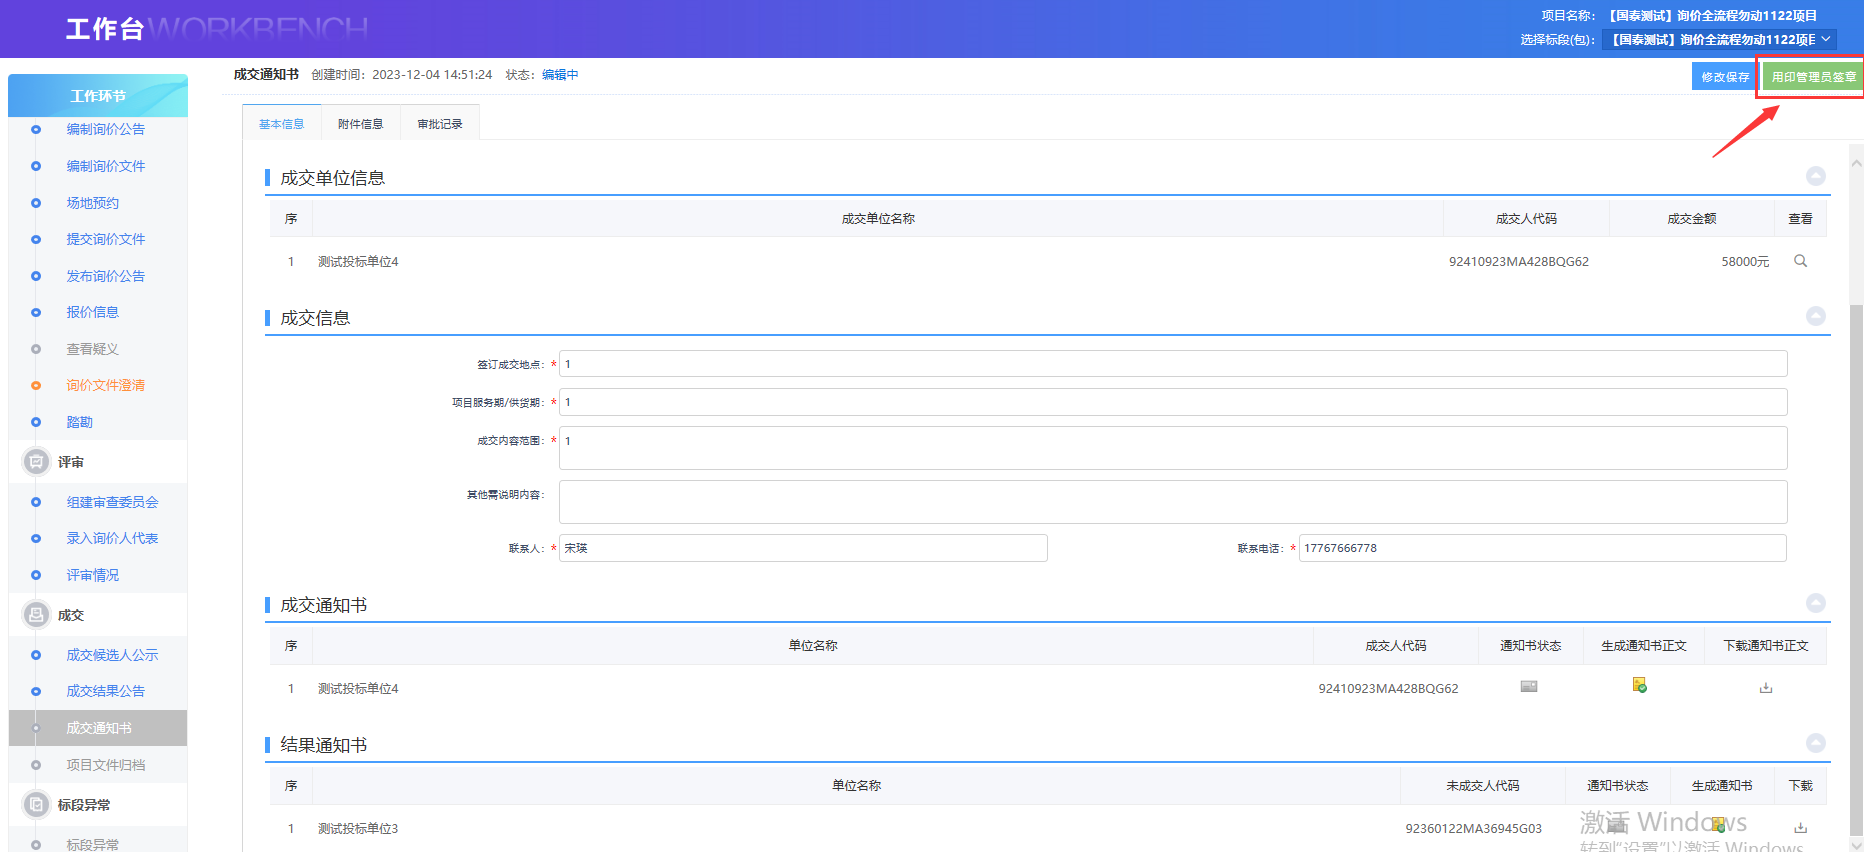 工作台WORKBENCH
项目名称： 【国泰测试】询价全流程勿动1122项目
选择标段(包)： 【国泰测试】询价全流程勿动1122项目
成交通知书 创建时间：2023-12-04 14:51:24 状态：编辑中
修改保存 用印管理员签章
工作环节
编制询价公告
编制询价文件
场地预约
提交询价文件
发布询价公告
报价信息
查看疑义
询价文件澄清
踏勘
评审
组建审查委员会
录入询价人代表
评审情况
成交
成交候选人公示
成交结果公告
成交通知书
项目文件归档
标段异常
标段异常
基本信息 附件信息 审批记录
成交单位信息
序 成交单位名称 成交人代码 成交金额 查看
1 测试投标单位4 92410923MA428BQG62 58000元
成交信息
签订成交地点：* 1
项目服务期/供货期：* 1
成交内容范围：* 1
其他需说明内容：
联系人：* 宋瑛 联系电话：* 17767666778
成交通知书
序 单位名称 成交人代码 通知书状态 生成通知书正文 下载通知书正文
1 测试投标单位4 92410923MA428BQG62
结果通知书
序 单位名称 未成交人代码 通知书状态 生成通知书 下载
1 测试投标单位3 92360122MA36945G03
激活 Windows
转到"设置"以激活 Windows